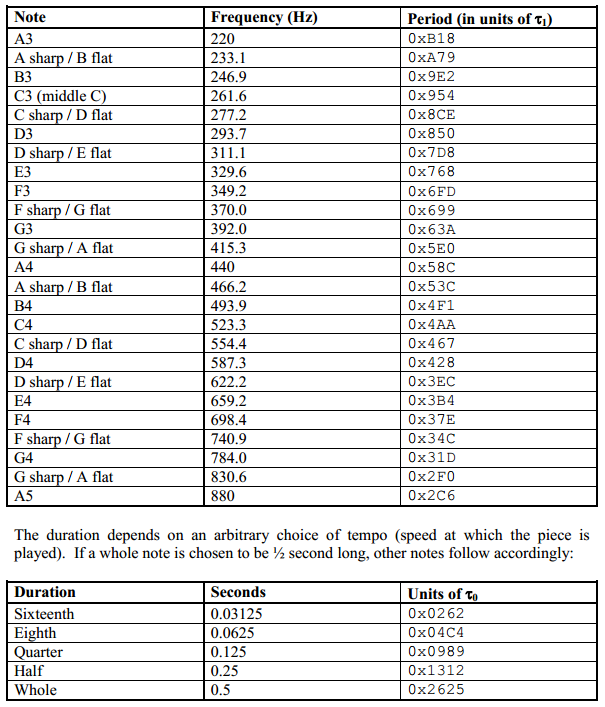 Note Frequency (Hz) Period (in units of τ₁)
A3 220 0xB18
A sharp / B flat 233.1 0xA79
B3 246.9 0x9E2
C3 (middle C) 261.6 0x954
C sharp / D flat 277.2 0x8CE
D3 293.7 0x850
D sharp / E flat 311.1 0x7D8
E3 329.6 0x768
F3 349.2 0x6FD
F sharp / G flat 370.0 0x699
G3 392.0 0x63A
G sharp / A flat 415.3 0x5E0
A4 440 0x58C
A sharp / B flat 466.2 0x53C
B4 493.9 0x4F1
C4 523.3 0x4AA
C sharp / D flat 554.4 0x467
D4 587.3 0x428
D sharp / E flat 622.2 0x3EC
E4 659.2 0x3B4
F4 698.4 0x37E
F sharp / G flat 740.9 0x34C
G4 784.0 0x31D
G sharp / A flat 830.6 0x2F0
A5 880 0x2C6
The duration depends on an arbitrary choice of tempo (speed at which the piece is
played). If a whole note is chosen to be ½ second long, other notes follow accordingly:
Duration Seconds Units of τ₀
Sixteenth 0.03125 0x0262
Eighth 0.0625 0x04C4
Quarter 0.125 0x0989
Half 0.25 0x1312
Whole 0.5 0x2625